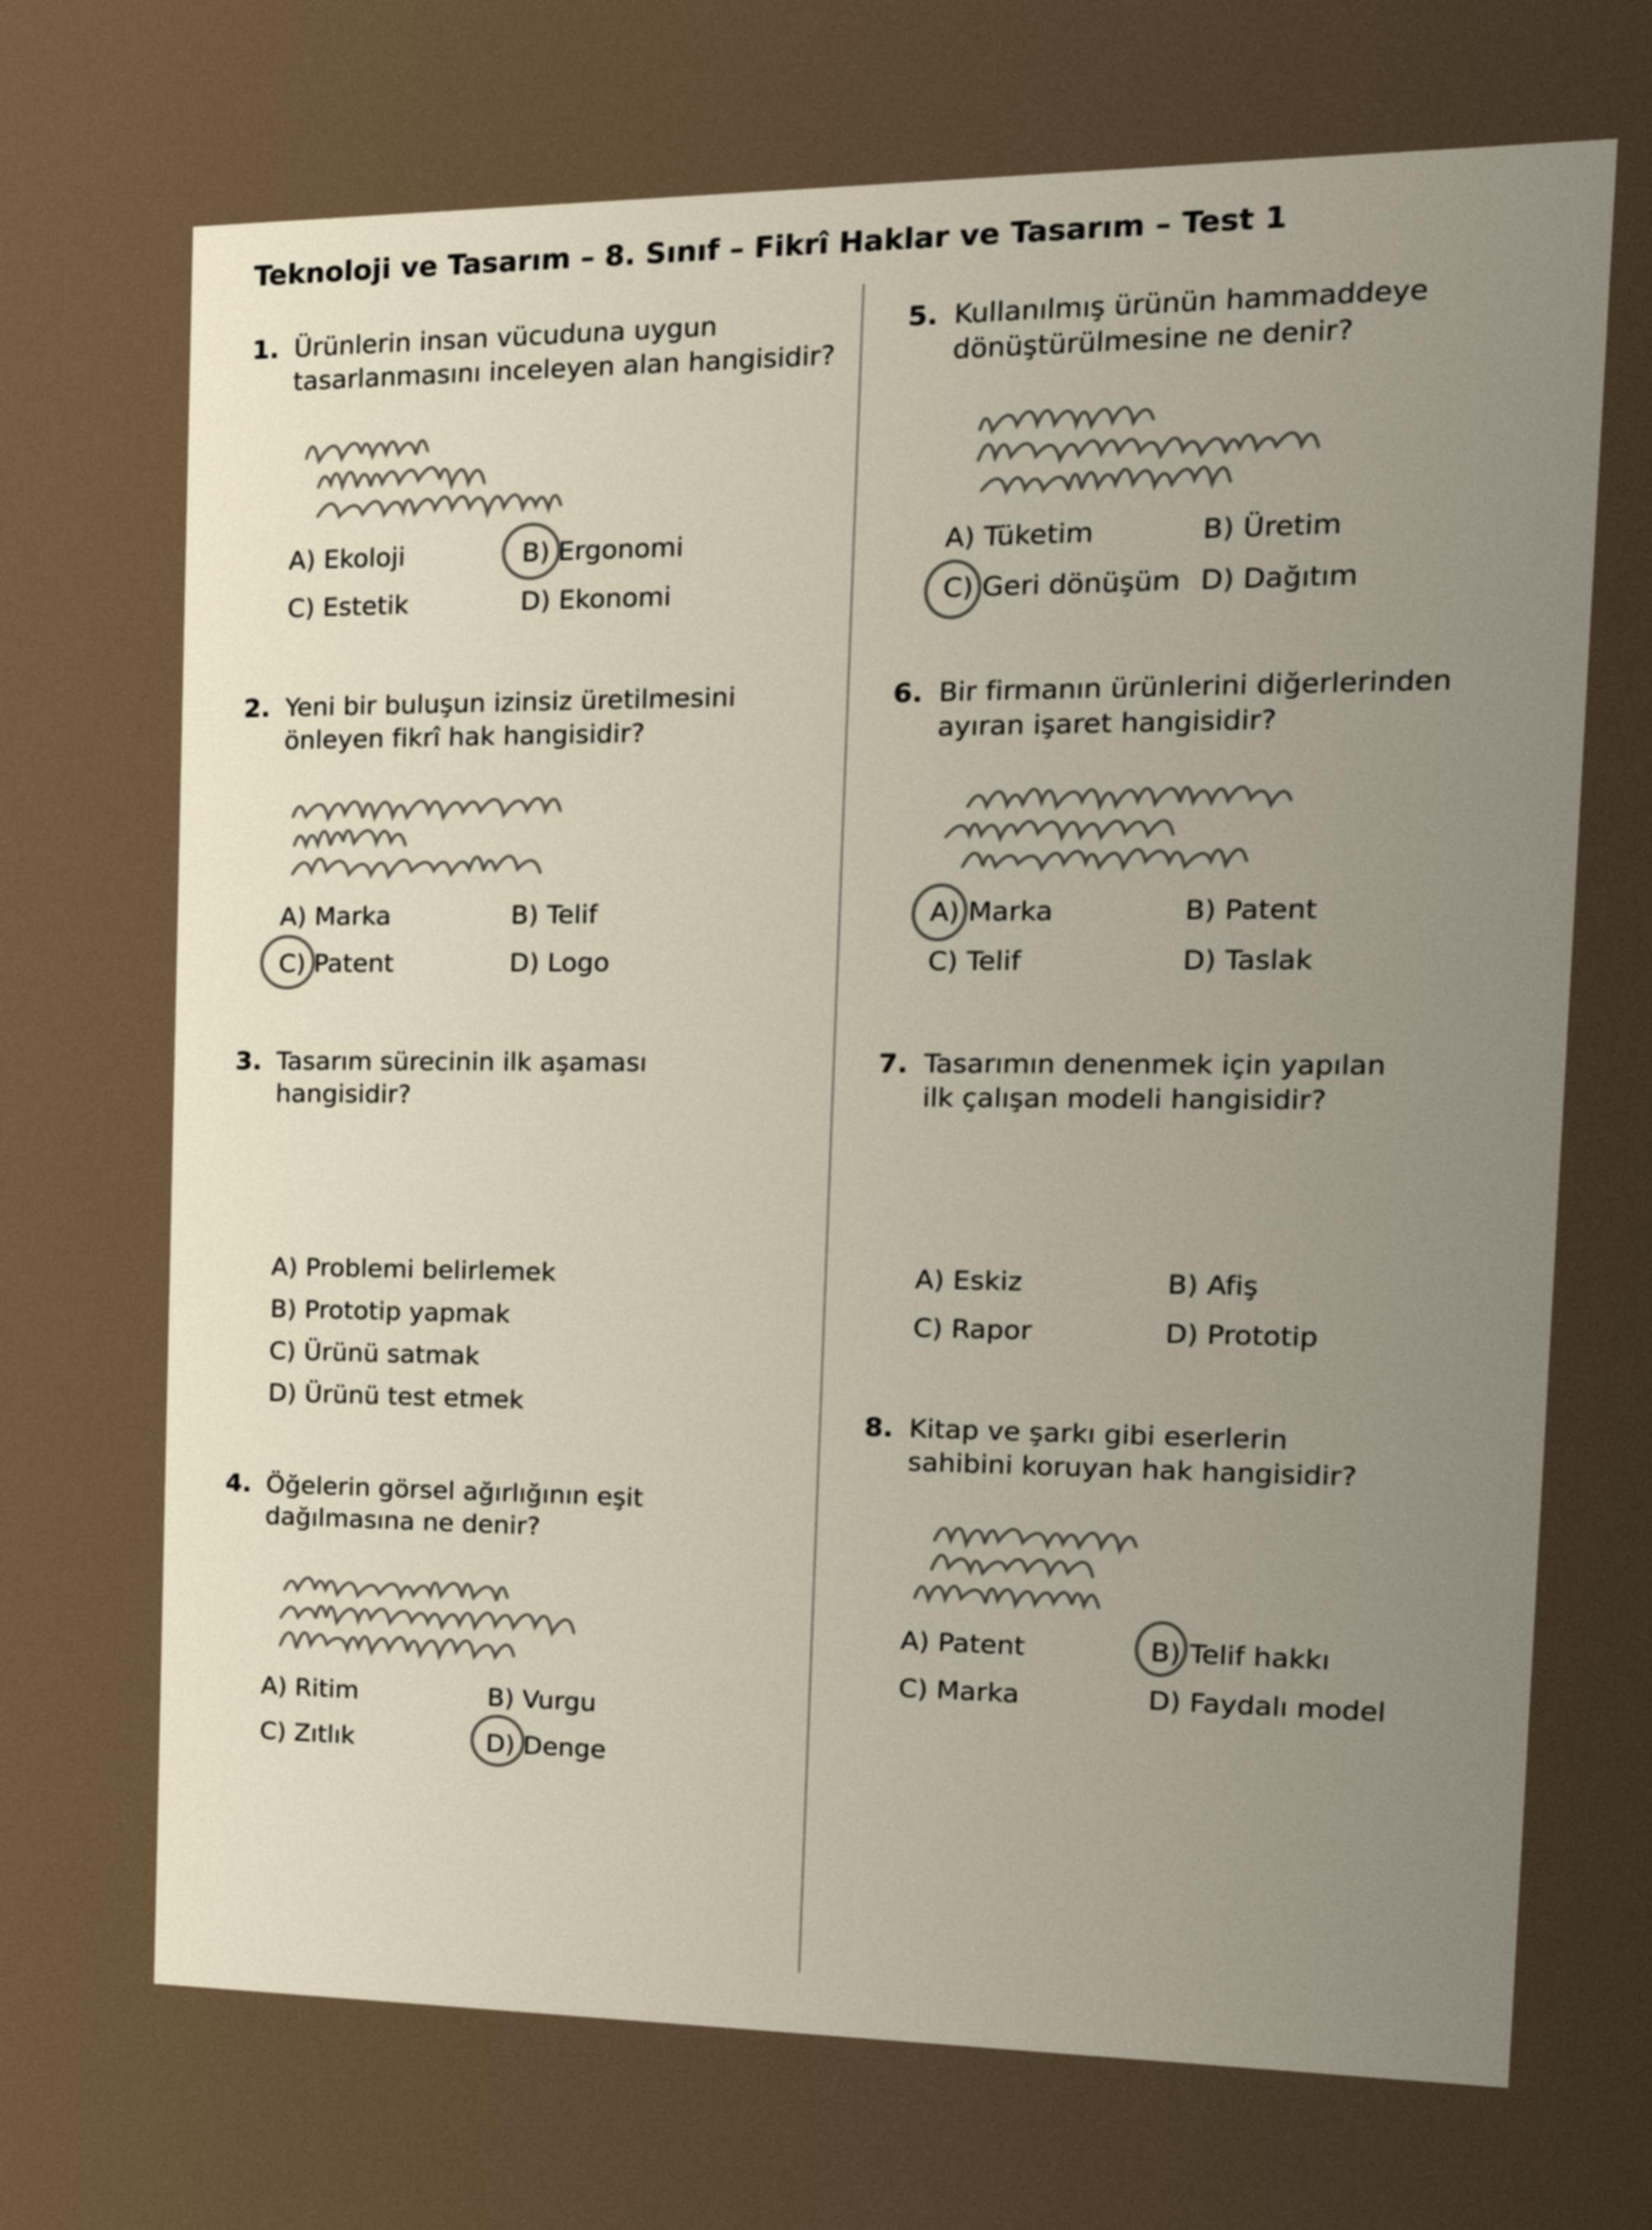 Teknoloji ve Tasarım – 8. Sınıf – Fikrî Haklar ve Tasarım – Test 1
1. Ürünlerin insan vücuduna uygun
tasarlanmasını inceleyen alan hangisidir?
A) Ekoloji B) Ergonomi
C) Estetik D) Ekonomi
2. Yeni bir buluşun izinsiz üretilmesini
önleyen fikrî hak hangisidir?
A) Marka B) Telif
C) Patent D) Logo
3. Tasarım sürecinin ilk aşaması
hangisidir?
A) Problemi belirlemek
B) Prototip yapmak
C) Ürünü satmak
D) Ürünü test etmek
4. Öğelerin görsel ağırlığının eşit
dağılmasına ne denir?
A) Ritim B) Vurgu
C) Zıtlık D) Denge
5. Kullanılmış ürünün hammaddeye
dönüştürülmesine ne denir?
A) Tüketim B) Üretim
C) Geri dönüşüm D) Dağıtım
6. Bir firmanın ürünlerini diğerlerinden
ayıran işaret hangisidir?
A) Marka B) Patent
C) Telif D) Taslak
7. Tasarımın denenmek için yapılan
ilk çalışan modeli hangisidir?
A) Eskiz B) Afiş
C) Rapor D) Prototip
8. Kitap ve şarkı gibi eserlerin
sahibini koruyan hak hangisidir?
A) Patent B) Telif hakkı
C) Marka D) Faydalı model